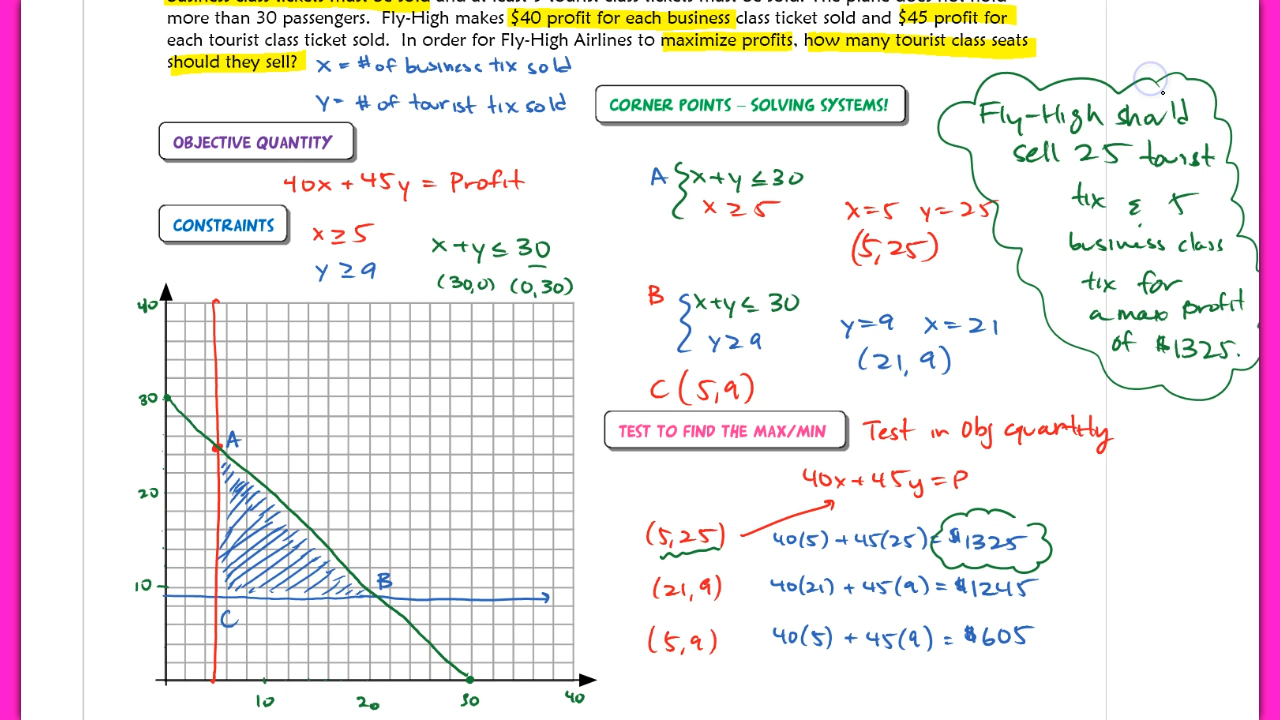 business class tickets must be sold and at least 9 tourist class tickets must be sold. The plane does not hold
more than 30 passengers. Fly-High makes $40 profit for each business class ticket sold and $45 profit for
each tourist class ticket sold. In order for Fly-High Airlines to maximize profits, how many tourist class seats
should they sell?
x = # of business tix sold
y = # of tourist tix sold
OBJECTIVE QUANTITY
40x + 45y = Profit
CONSTRAINTS
x ≥ 5
y ≥ 9
x + y ≤ 30
(30,0) (0,30)
40
30
20
10
A
B
C
10
20
30
40
CORNER POINTS – SOLVING SYSTEMS!
A { x + y ≤ 30
x ≥ 5
x = 5 y = 25
(5,25)
B { x + y ≤ 30
y ≥ 9
y = 9 x = 21
(21, 9)
C (5,9)
TEST TO FIND THE MAX/MIN
Test in Obj quantity
40x + 45y = P
(5,25) 40(5) + 45(25) = $1325
(21,9) 40(21) + 45(9) = $1245
(5,9) 40(5) + 45(9) = $605
Fly-High should
sell 25 tourist
tix & 5
business class
tix for
a max profit
of $1325.